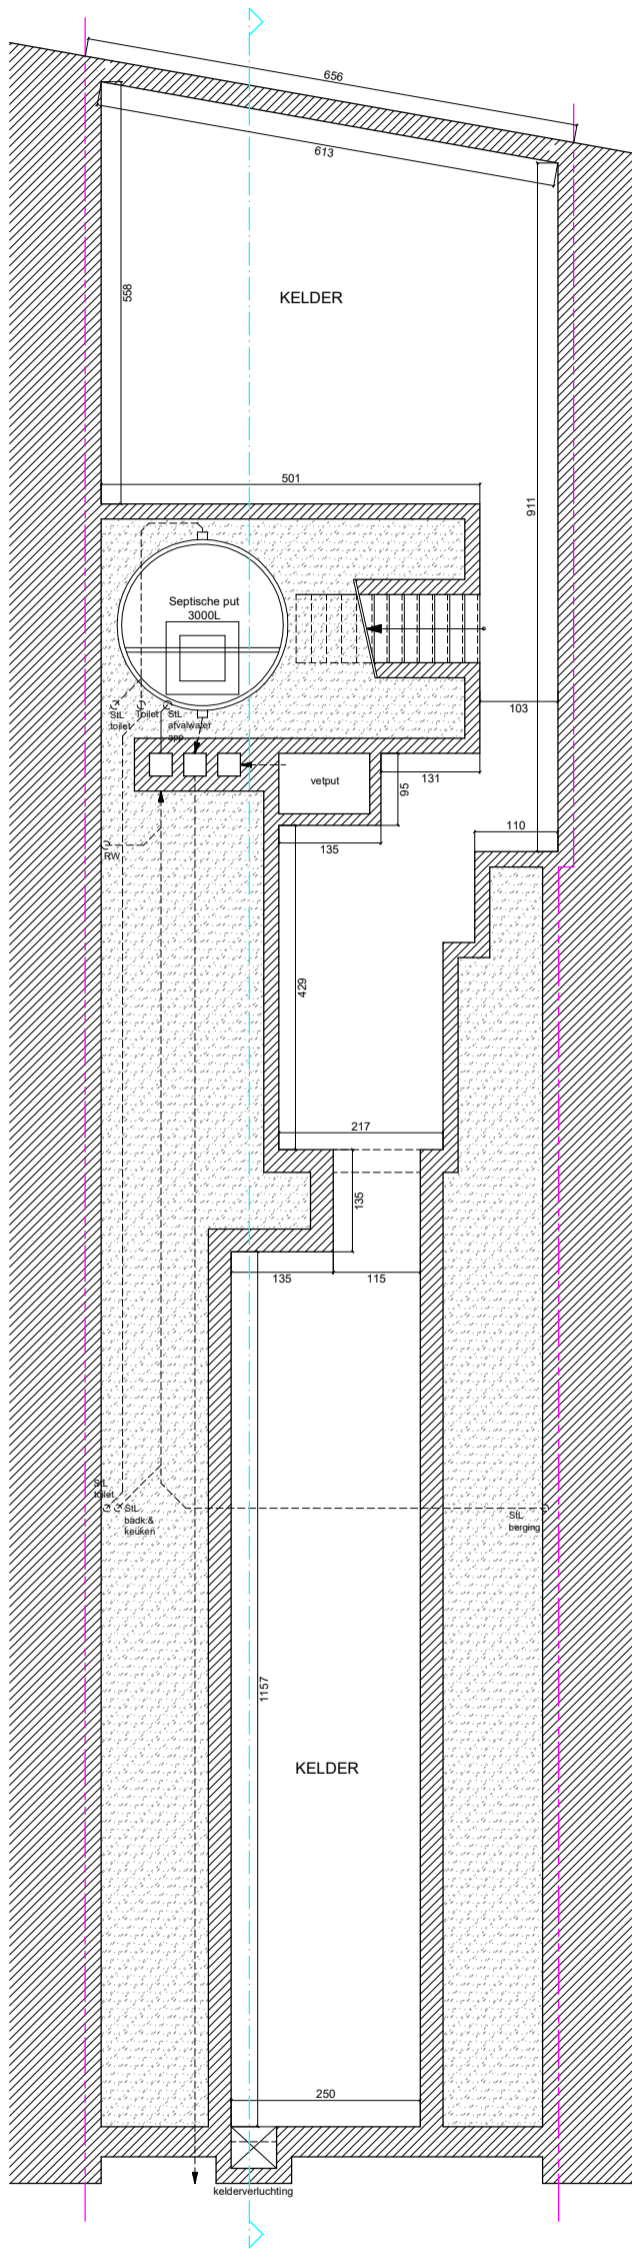 656
613
558
KELDER
501
911
Septische put
3000L
StL
toilet
Toilet
StL
afvalwater
app.
103
vetput
131
95
135
110
RW
429
217
135
135
115
StL
toilet
StL
badk.&
keuken
StL
berging
1157
KELDER
250
kelderverluchting